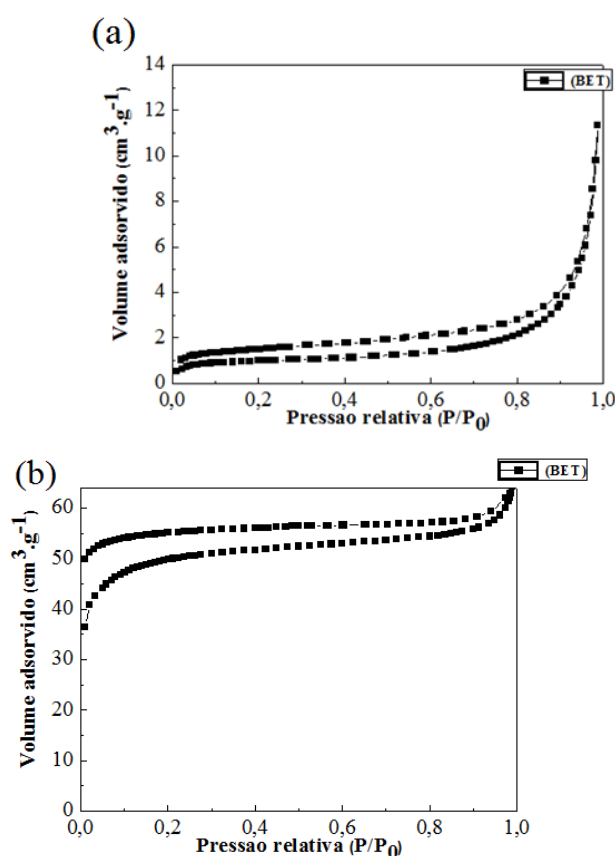 (a)
(BET)
Volume adsorvido (cm³.g⁻¹)
14
12
10
8
6
4
2
0
0,0 0,2 0,4 0,6 0,8 1,0
Pressao relativa (P/P₀)
(b)
(BET)
Volume adsorvido (cm³.g⁻¹)
60
50
40
30
20
10
0
0,0 0,2 0,4 0,6 0,8 1,0
Pressao relativa (P/P₀)